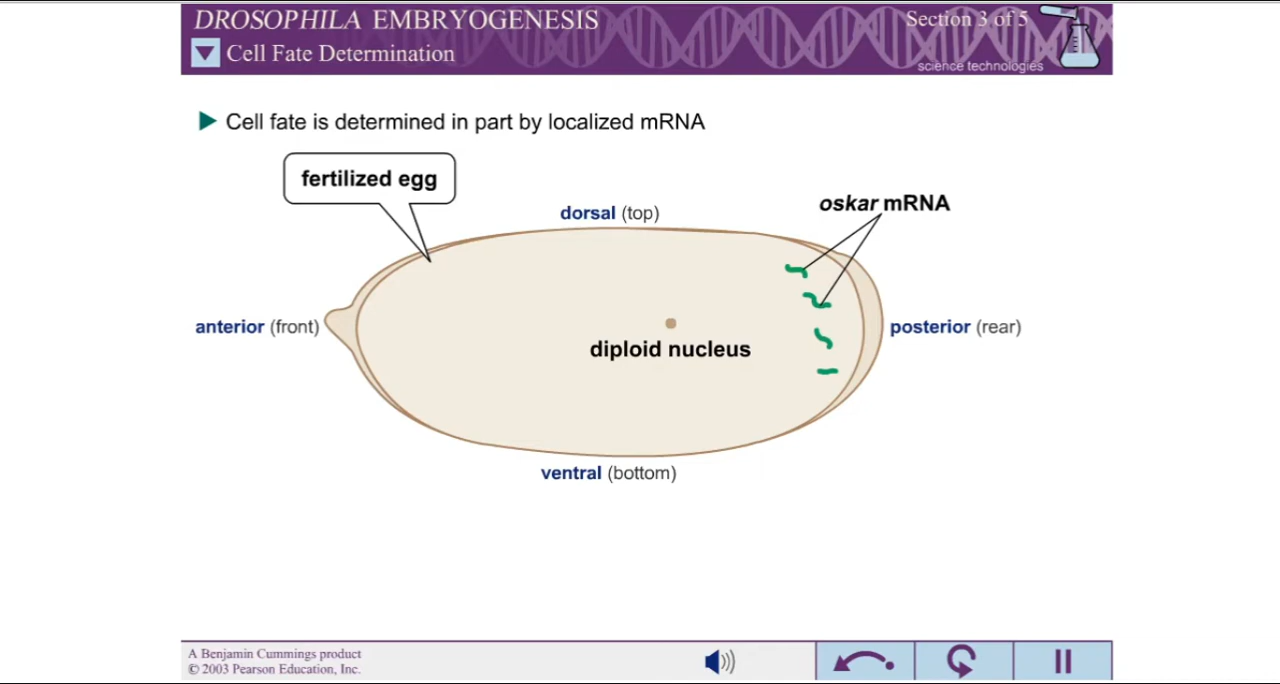 DROSOPHILA EMBRYOGENESIS
Section 3 of 5
Cell Fate Determination
science technologies
Cell fate is determined in part by localized mRNA
fertilized egg
oskar mRNA
dorsal (top)
anterior (front)
posterior (rear)
diploid nucleus
ventral (bottom)
A Benjamin Cummings product
© 2003 Pearson Education, Inc.